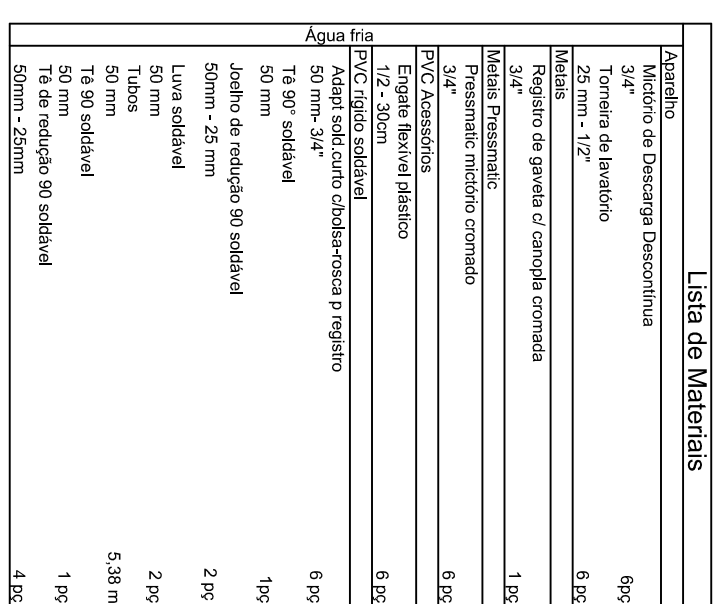 Lista de Materiais
Água fria
Aparelho
Mictório de Descarga Descontínua
3/4" 6pç
Torneira de lavatório
25 mm - 1/2" 6 pç
Metais
Registro de gaveta c/ canopla cromada
3/4" 1 pç
Metais Pressmatic
Pressmatic mictório cromado
3/4" 6 pç
PVC Acessórios
Engate flexível plástico
1/2 - 30cm 6 pç
PVC rígido soldável
Adapt sold.curto c/bolsa-rosca p registro
50 mm- 3/4" 6 pç
Tê 90° soldável
50 mm 1pç
Joelho de redução 90 soldável
50mm - 25 mm 2 pç
Luva soldável
50 mm 2 pç
Tubos
50 mm 5,38 m
Tê 90 soldável
50 mm 1 pç
Tê de redução 90 soldável
50mm - 25mm 4 pç